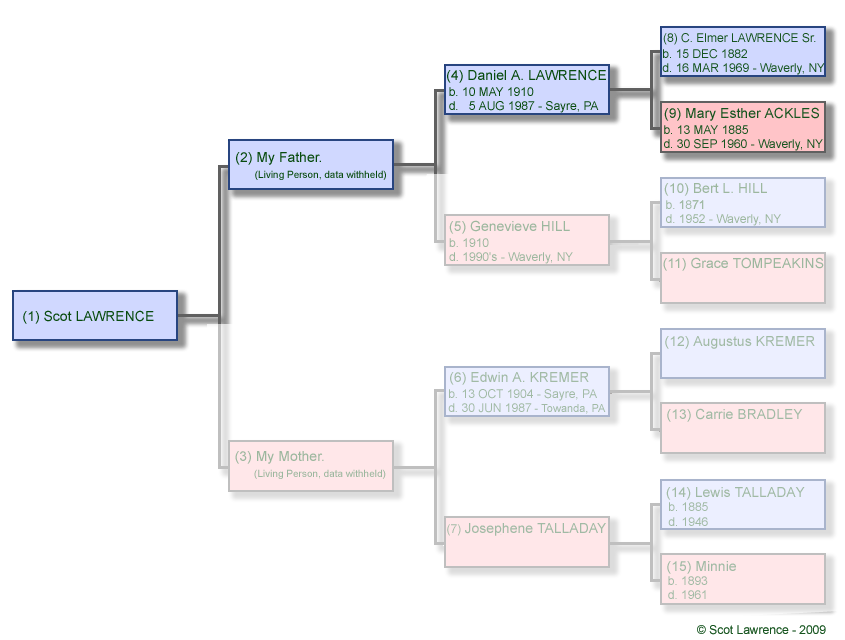 (8) C. Elmer LAWRENCE Sr.
b. 15 DEC 1882
d. 16 MAR 1969 - Waverly, NY
(4) Daniel A. LAWRENCE
b. 10 MAY 1910
d. 5 AUG 1987 - Sayre, PA
(9) Mary Esther ACKLES
b. 13 MAY 1885
d. 30 SEP 1960 - Waverly, NY
(2) My Father.
(Living Person, data withheld)
(10) Bert L. HILL
b. 1871
d. 1952 - Waverly, NY
(5) Genevieve HILL
b. 1910
d. 1990's - Waverly, NY
(11) Grace TOMPEAKINS
(1) Scot LAWRENCE
(12) Augustus KREMER
(6) Edwin A. KREMER
b. 13 OCT 1904 - Sayre, PA
d. 30 JUN 1987 - Towanda, PA
(13) Carrie BRADLEY
(3) My Mother.
(Living Person, data withheld)
(14) Lewis TALLADAY
b. 1885
d. 1946
(7) Josephene TALLADAY
(15) Minnie
b. 1893
d. 1961
© Scot Lawrence - 2009